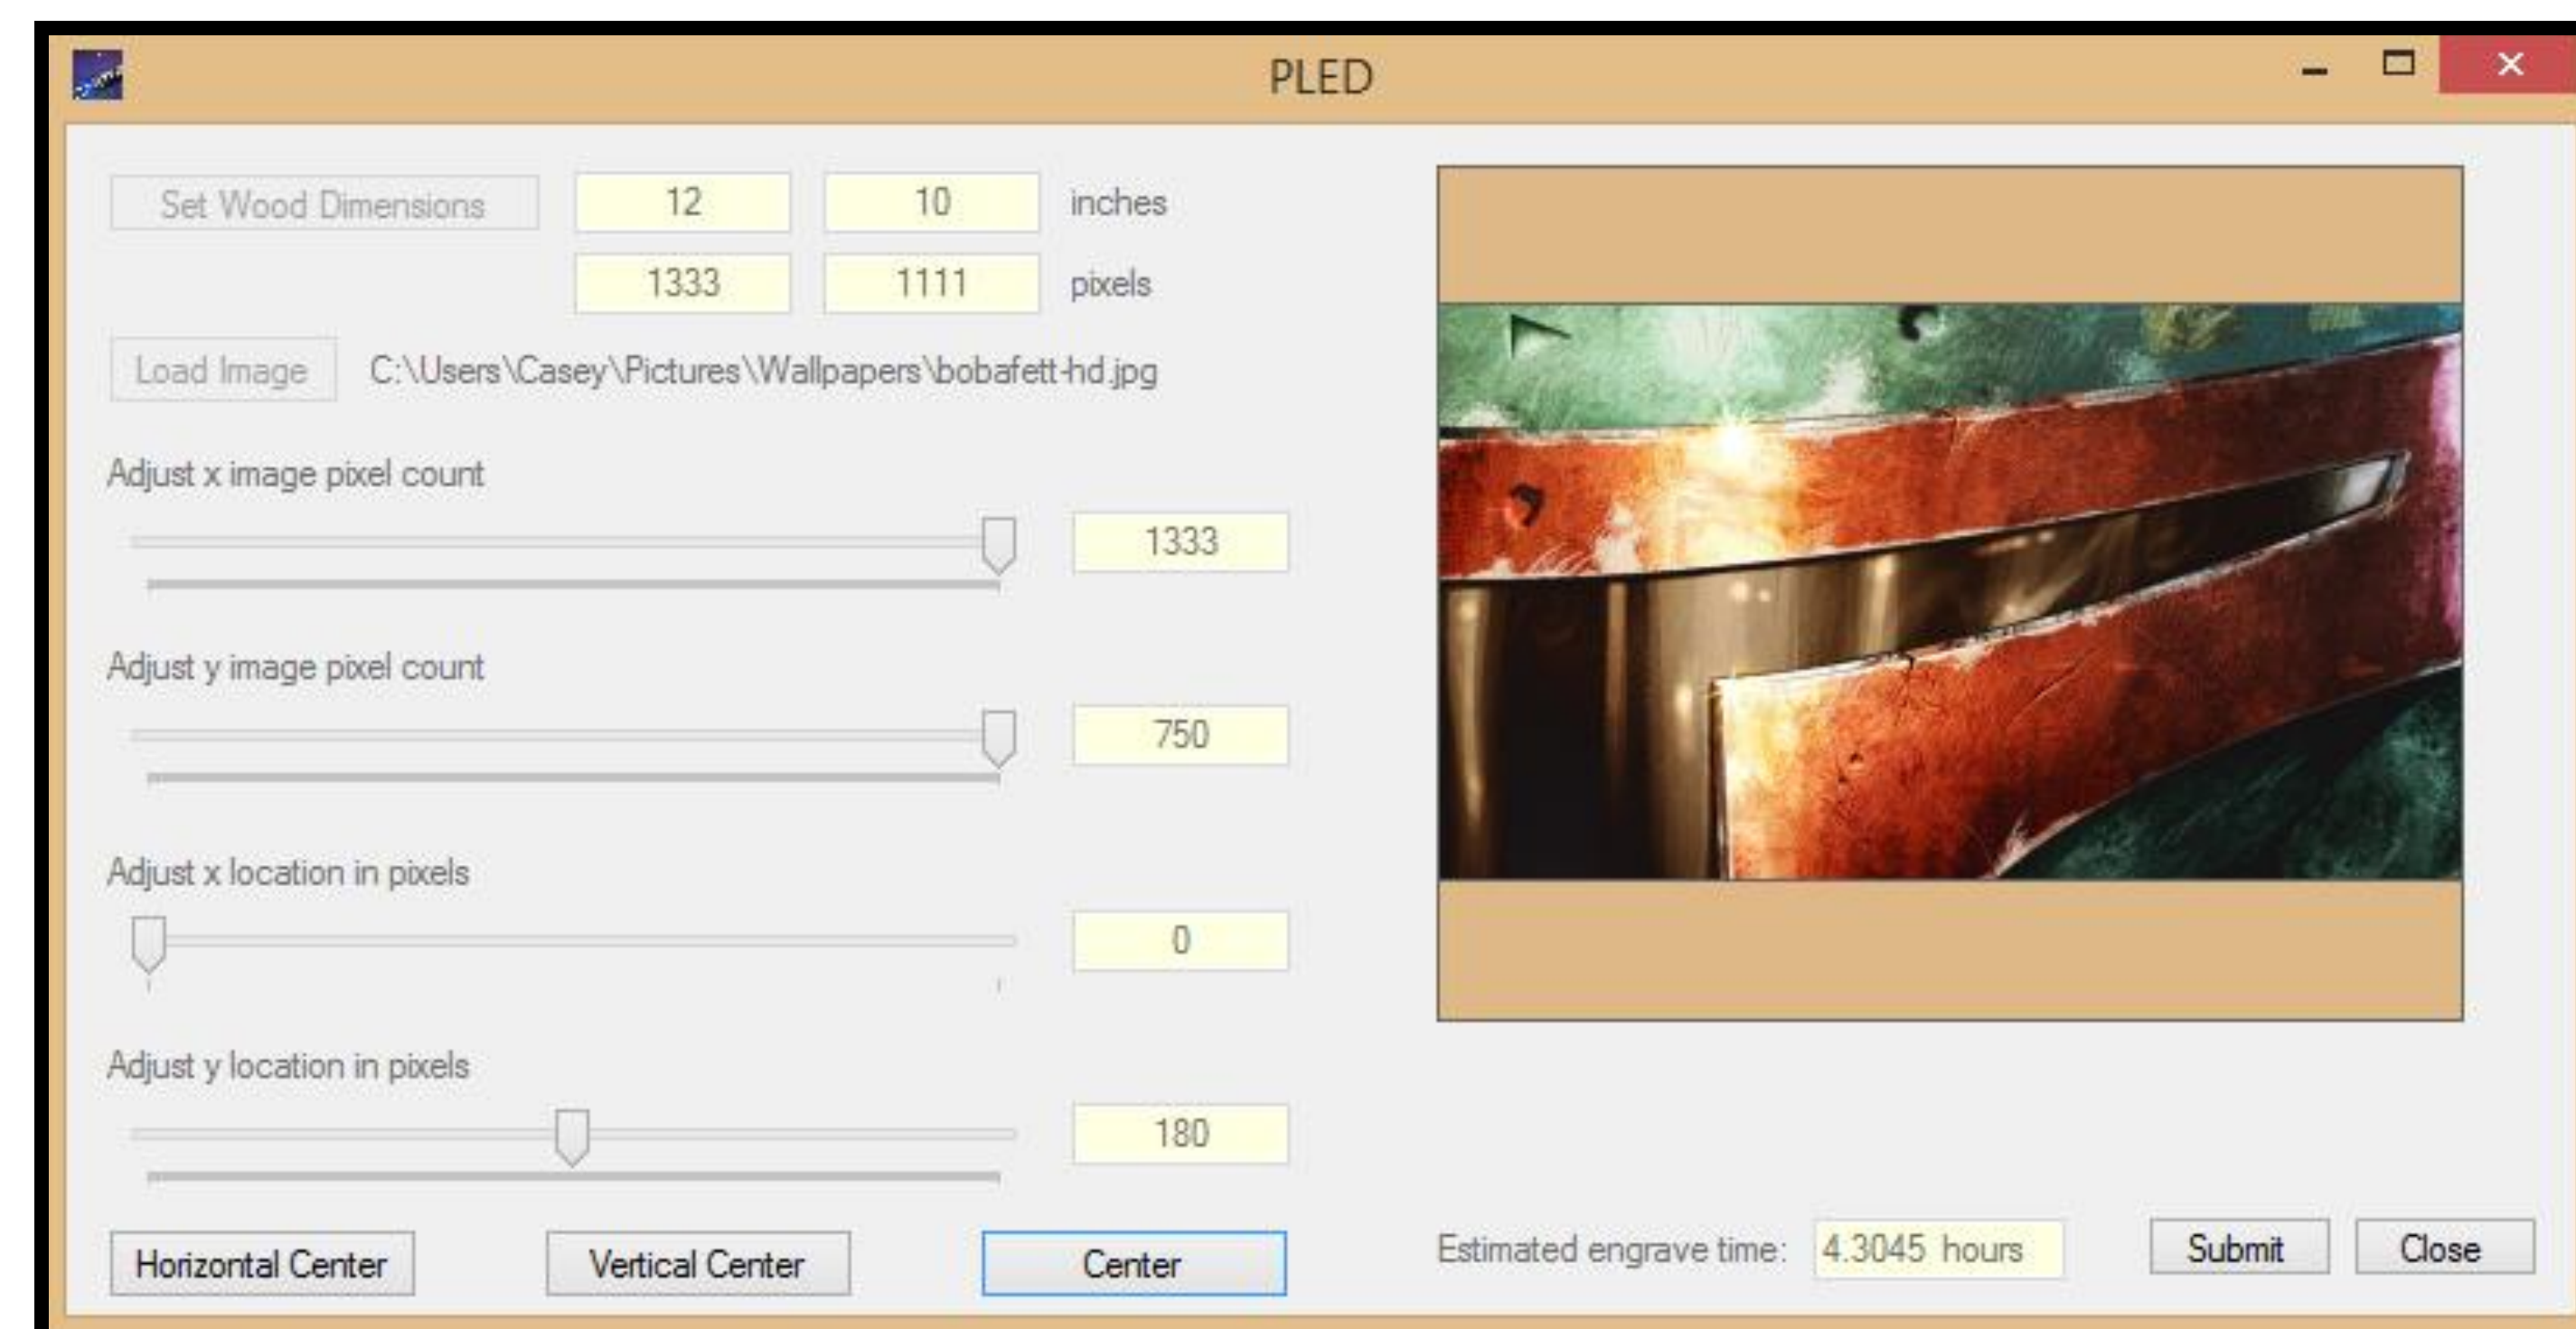 PLED
Set Wood Dimensions 12 10 inches
1333 1111 pixels
Load Image C:\Users\Casey\Pictures\Wallpapers\bobafett-hd.jpg
Adjust x image pixel count
1333
Adjust y image pixel count
750
Adjust x location in pixels
0
Adjust y location in pixels
180
Horizontal Center Vertical Center Center
Estimated engrave time: 4.3045 hours Submit Close